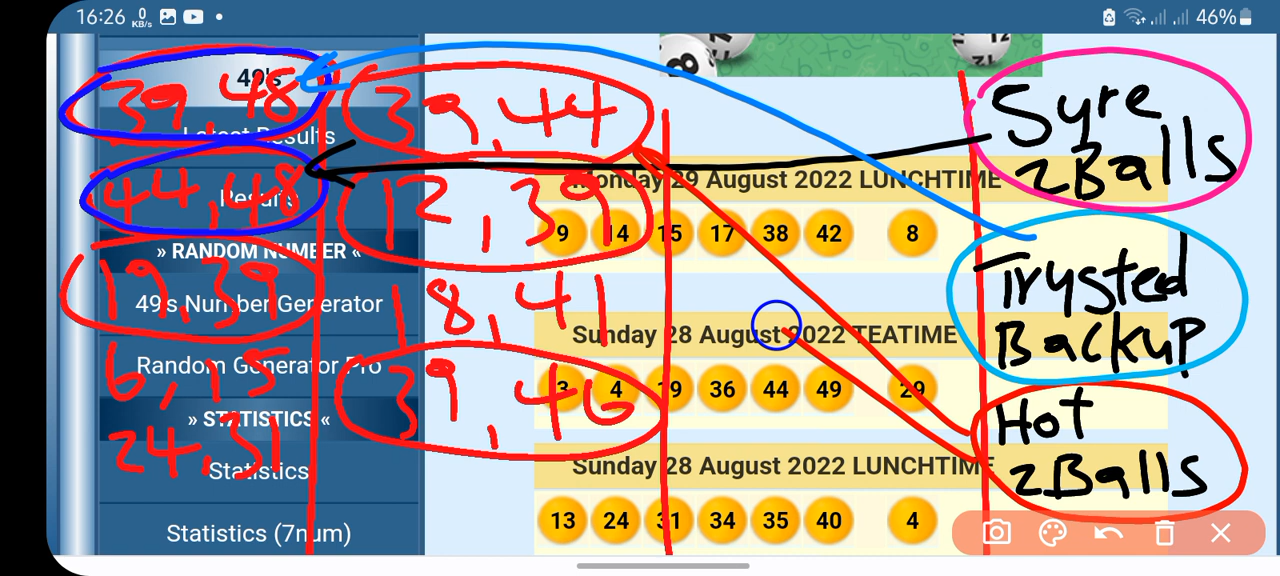 16:26 0 KB/s 46%
49's
Latest Results
Results
» RANDOM NUMBER «
49's Number Generator
Random Generator Pro
» STATISTICS «
Statistics
Statistics (7num)
39,48
44,48
19,39
6,15
24,31
39,44
12,39
18,41
39,46
Monday 29 August 2022 LUNCHTIME
9 14 15 17 38 42 8
Sunday 28 August 2022 TEATIME
3 4 19 36 44 49 29
Sunday 28 August 2022 LUNCHTIME
13 24 31 34 35 40 4
Syre
2Balls
Trysted
Backup
Hot
2Balls